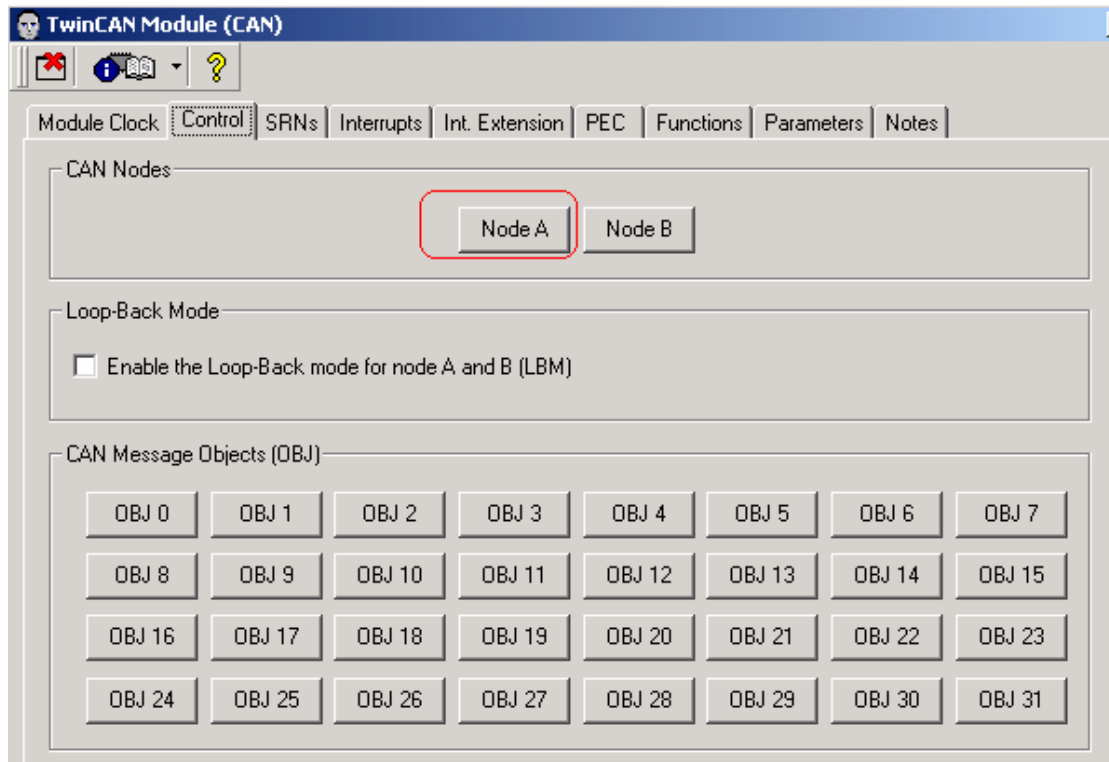 TwinCAN Module (CAN)
Module Clock Control SRNs Interrupts Int. Extension PEC Functions Parameters Notes
CAN Nodes
Node A Node B
Loop-Back Mode
Enable the Loop-Back mode for node A and B (LBM)
CAN Message Objects (OBJ)
OBJ 0 OBJ 1 OBJ 2 OBJ 3 OBJ 4 OBJ 5 OBJ 6 OBJ 7
OBJ 8 OBJ 9 OBJ 10 OBJ 11 OBJ 12 OBJ 13 OBJ 14 OBJ 15
OBJ 16 OBJ 17 OBJ 18 OBJ 19 OBJ 20 OBJ 21 OBJ 22 OBJ 23
OBJ 24 OBJ 25 OBJ 26 OBJ 27 OBJ 28 OBJ 29 OBJ 30 OBJ 31